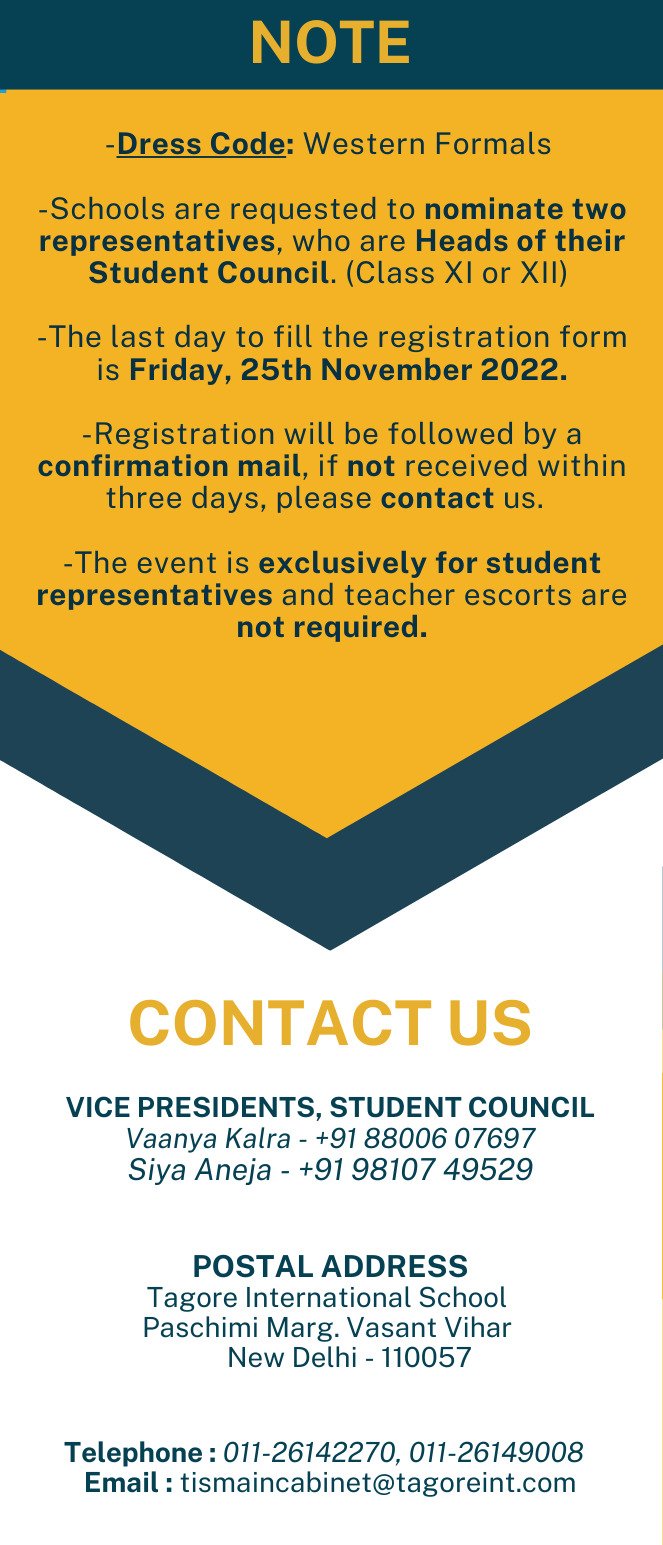 NOTE
-Dress Code: Western Formals
-Schools are requested to nominate two
representatives, who are Heads of their
Student Council. (Class XI or XII)
-The last day to fill the registration form
is Friday, 25th November 2022.
-Registration will be followed by a
confirmation mail, if not received within
three days, please contact us.
-The event is exclusively for student
representatives and teacher escorts are
not required.
CONTACT US
VICE PRESIDENTS, STUDENT COUNCIL
Vaanya Kalra - +91 88006 07697
Siya Aneja - +91 98107 49529
POSTAL ADDRESS
Tagore International School
Paschimi Marg. Vasant Vihar
New Delhi - 110057
Telephone : 011-26142270, 011-26149008
Email : tismaincabinet@tagoreint.com